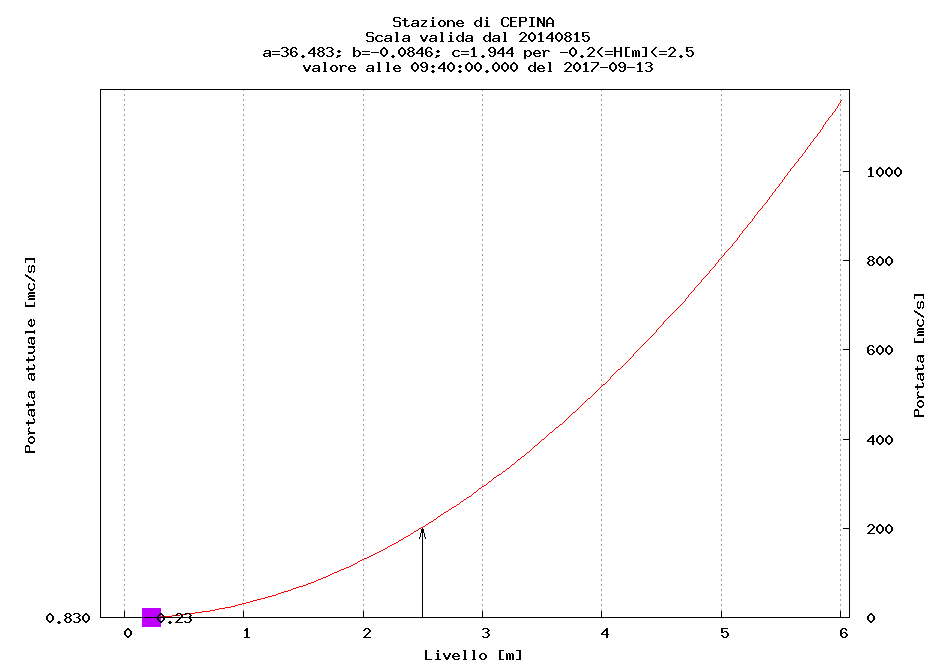 Stazione di CEPINA
Scala valida dal 20140815
a=36.483; b=-0.0846; c=1.944 per -0.2<=H[m]<=2.5
valore alle 09:40:00.000 del 2017-09-13
Portata attuale [mc/s]
Portata [mc/s]
1000
800
600
400
200
0
0.830
0.23
0 1 2 3 4 5 6
Livello [m]